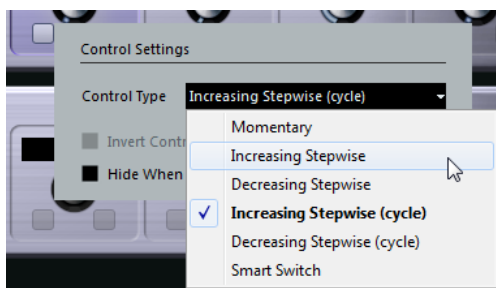 Control Settings
Control Type Increasing Stepwise (cycle)
Momentary
Invert Contr
Increasing Stepwise
Hide When
Decreasing Stepwise
Increasing Stepwise (cycle)
Decreasing Stepwise (cycle)
Smart Switch